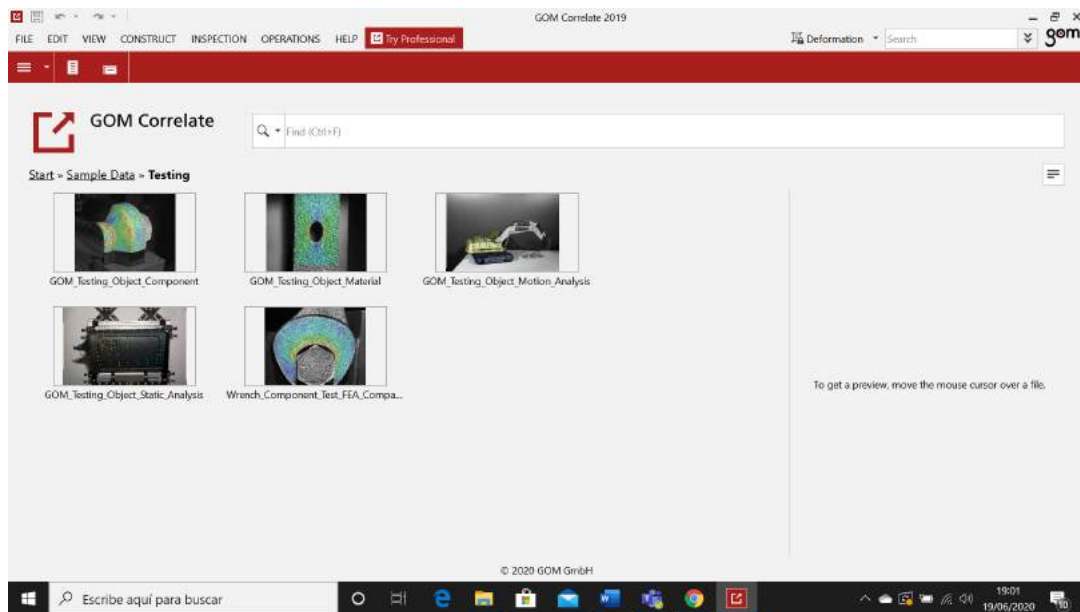 GOM Correlate 2019
FILE EDIT VIEW CONSTRUCT INSPECTION OPERATIONS HELP Try Professional Deformation Search gom
GOM Correlate
Find (Ctrl+F)
Start » Sample Data » Testing
GOM_Testing_Object_Component GOM_Testing_Object_Material GOM_Testing_Object_Motion_Analysis
GOM_Testing_Object_Static_Analysis Wrench_Component_Test_FEA_Compa...
To get a preview, move the mouse cursor over a file.
© 2020 GOM GmbH
Escribe aquí para buscar
19:01
19/06/2020
10